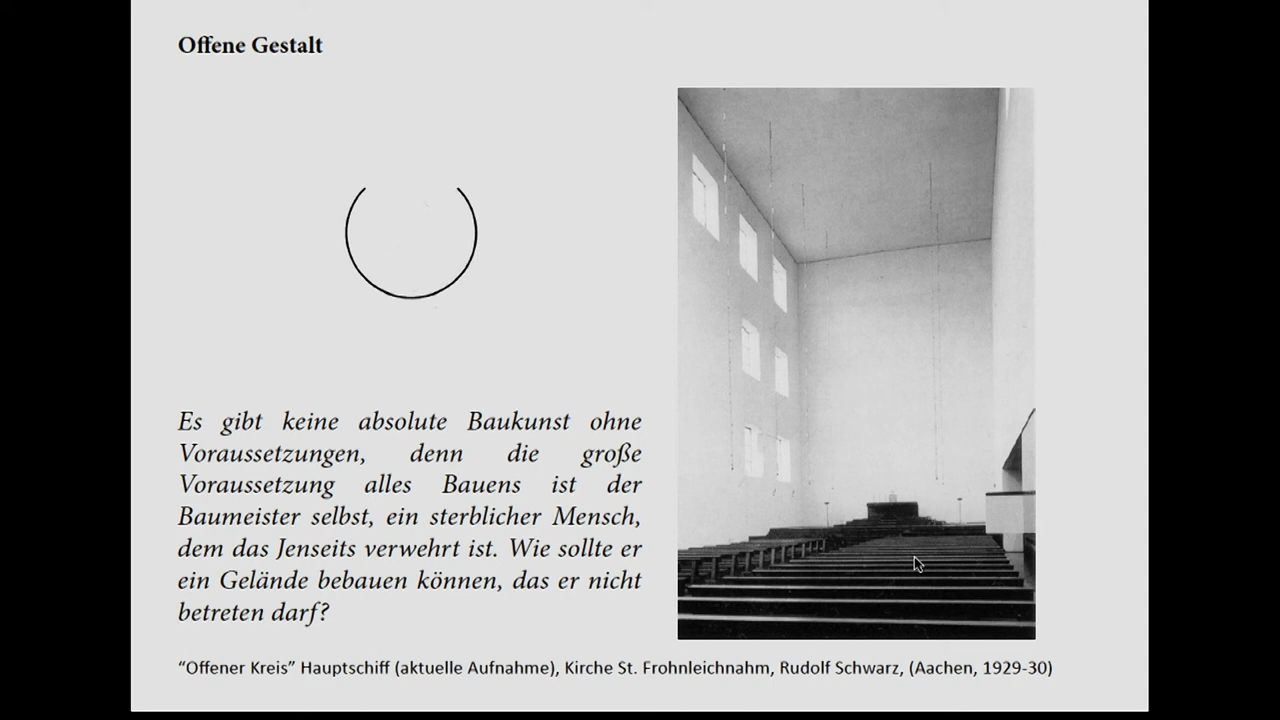 Offene Gestalt
Es gibt keine absolute Baukunst ohne
Voraussetzungen, denn die große
Voraussetzung alles Bauens ist der
Baumeister selbst, ein sterblicher Mensch,
dem das Jenseits verwehrt ist. Wie sollte er
ein Gelände bebauen können, das er nicht
betreten darf?
“Offener Kreis” Hauptschiff (aktuelle Aufnahme), Kirche St. Frohnleichnahm, Rudolf Schwarz, (Aachen, 1929-30)